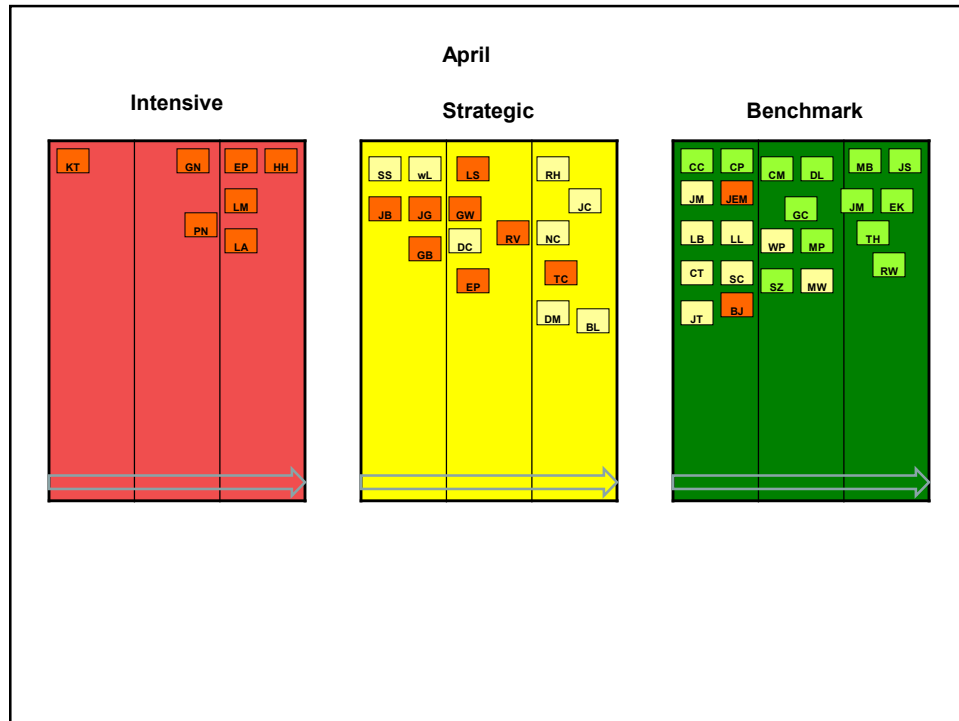 April
Intensive
Strategic
Benchmark
KT
GN
EP
HH
LM
PN
LA
SS
wL
LS
RH
JB
JG
GW
JC
GB
DC
RV
NC
EP
TC
DM
BL
CC
CP
CM
DL
MB
JS
JM
JEM
GC
JM
EK
LB
LL
WP
MP
TH
CT
SC
SZ
MW
RW
JT
BJ